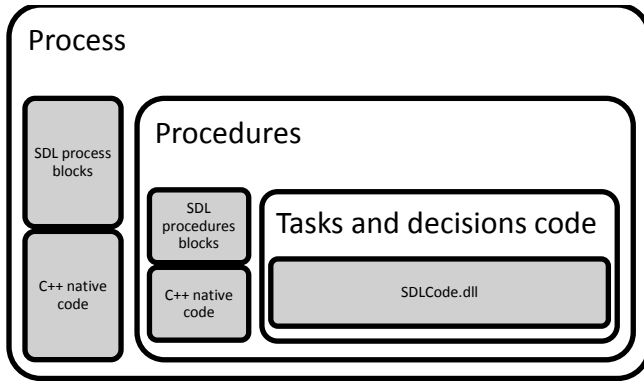 Process
SDL process
blocks
C++ native
code
Procedures
SDL
procedures
blocks
C++ native
code
Tasks and decisions code
SDLCode.dll